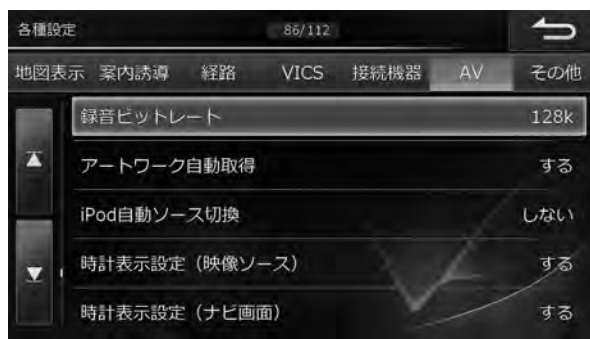 各種設定 86/112
地図表示 案内誘導 経路 VICS 接続機器 AV その他
録音ビットレート 128k
アートワーク自動取得 する
iPod自動ソース切換 しない
時計表示設定（映像ソース） する
時計表示設定（ナビ画面） する